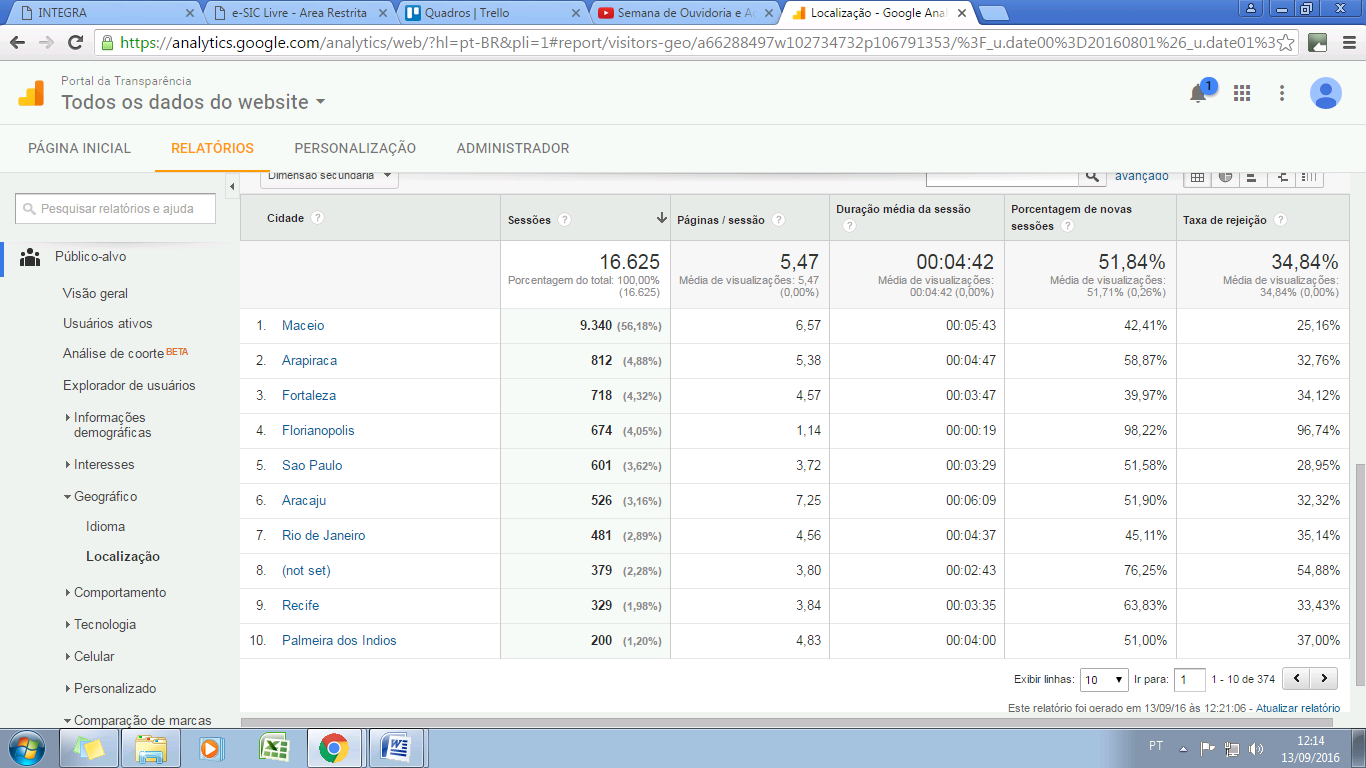 INTEGRA
e-SIC Livre - Area Restrita
Quadros | Trello
Semana de Ouvidoria e Ac
Localização - Google Anal
https://analytics.google.com/analytics/web/?hl=pt-BR&pli=1#report/visitors-geo/a66288497w102734732p106791353/%3F_u.date00%3D20160801%26_u.date01%3
Portal da Transparência
Todos os dados do website
1
PÁGINA INICIAL RELATÓRIOS PERSONALIZAÇÃO ADMINISTRADOR
Dimensão secundária
avançado
Pesquisar relatórios e ajuda
Público-alvo
Visão geral
Usuários ativos
Análise de coorte BETA
Explorador de usuários
Informações
demográficas
Interesses
Geográfico
Idioma
Localização
Comportamento
Tecnologia
Celular
Personalizado
Comparação de marcas
Cidade ? Sessões ? Páginas / sessão ? Duração média da sessão ? Porcentagem de novas sessões ? Taxa de rejeição ?
16.625 5,47 00:04:42 51,84% 34,84%
Porcentagem do total: 100,00% Média de visualizações: 5,47 Média de visualizações: Média de visualizações: Média de visualizações:
(16.625) (0,00%) 00:04:42 (0,00%) 51,71% (0,26%) 34,84% (0,00%)
1. Maceio 9.340 (56,18%) 6,57 00:05:43 42,41% 25,16%
2. Arapiraca 812 (4,88%) 5,38 00:04:47 58,87% 32,76%
3. Fortaleza 718 (4,32%) 4,57 00:03:47 39,97% 34,12%
4. Florianopolis 674 (4,05%) 1,14 00:00:19 98,22% 96,74%
5. Sao Paulo 601 (3,62%) 3,72 00:03:29 51,58% 28,95%
6. Aracaju 526 (3,16%) 7,25 00:06:09 51,90% 32,32%
7. Rio de Janeiro 481 (2,89%) 4,56 00:04:37 45,11% 35,14%
8. (not set) 379 (2,28%) 3,80 00:02:43 76,25% 54,88%
9. Recife 329 (1,98%) 3,84 00:03:35 63,83% 33,43%
10. Palmeira dos Indios 200 (1,20%) 4,83 00:04:00 51,00% 37,00%
Exibir linhas: 10 Ir para: 1 1 - 10 de 374
Este relatório foi gerado em 13/09/16 às 12:21:06 - Atualizar relatório
PT
12:14
13/09/2016